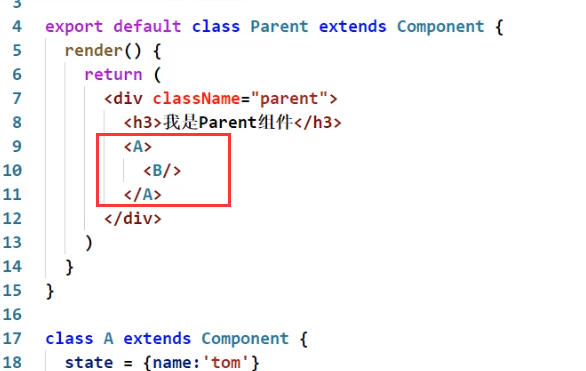 3
4 export default class Parent extends Component {
5   render() {
6     return (
7       <div className="parent">
8         <h3>我是Parent组件</h3>
9         <A>
10           <B/>
11         </A>
12       </div>
13     )
14   }
15 }
16
17 class A extends Component {
18   state = {name:'tom'}